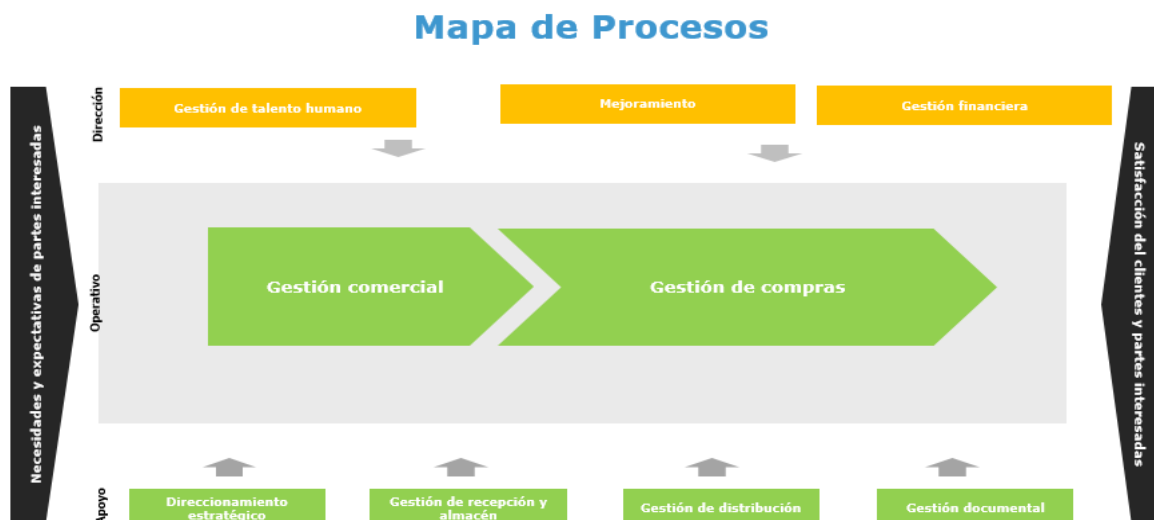 Mapa de Procesos
Necesidades y expectativas de partes interesadas
Dirección
Gestión de talento humano
Mejoramiento
Gestión financiera
Operativo
Gestión comercial
Gestión de compras
Apoyo
Direccionamiento
estratégico
Gestión de recepción y
almacén
Gestión de distribución
Gestión documental
Satisfacción del clientes y partes interesadas